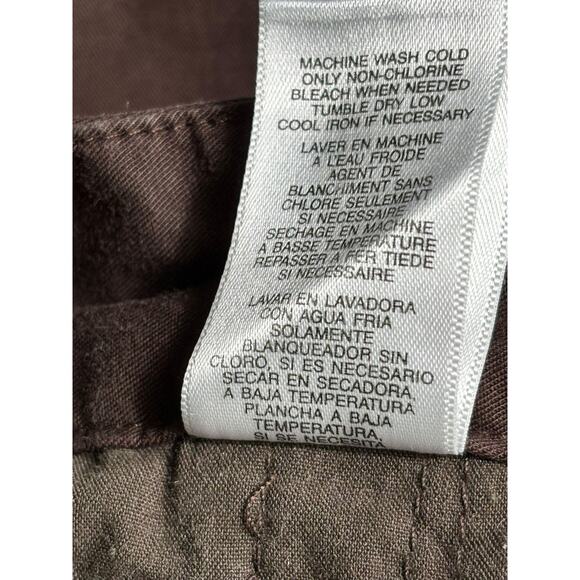 MACHINE WASH COLD
ONLY NON-CHLORINE
BLEACH WHEN NEEDED
TUMBLE DRY LOW
COOL IRON IF NECESSARY
LAVER EN MACHINE
A L'EAU FROIDE
AGENT DE
BLANCHIMENT SANS
CHLORE SEULEMENT
SI NECESSAIRE
SECHAGE EN MACHINE
A BASSE TEMPERATURE
REPASSER A FER TIEDE
SI NECESSAIRE
LAVAR EN LAVADORA
CON AGUA FRIA
SOLAMENTE
BLANQUEADOR SIN
CLORO, SI ES NECESARIO
SECAR EN SECADORA
A BAJA TEMPERATURA
PLANCHA A BAJA
TEMPERATURA
SI SE NECESITA